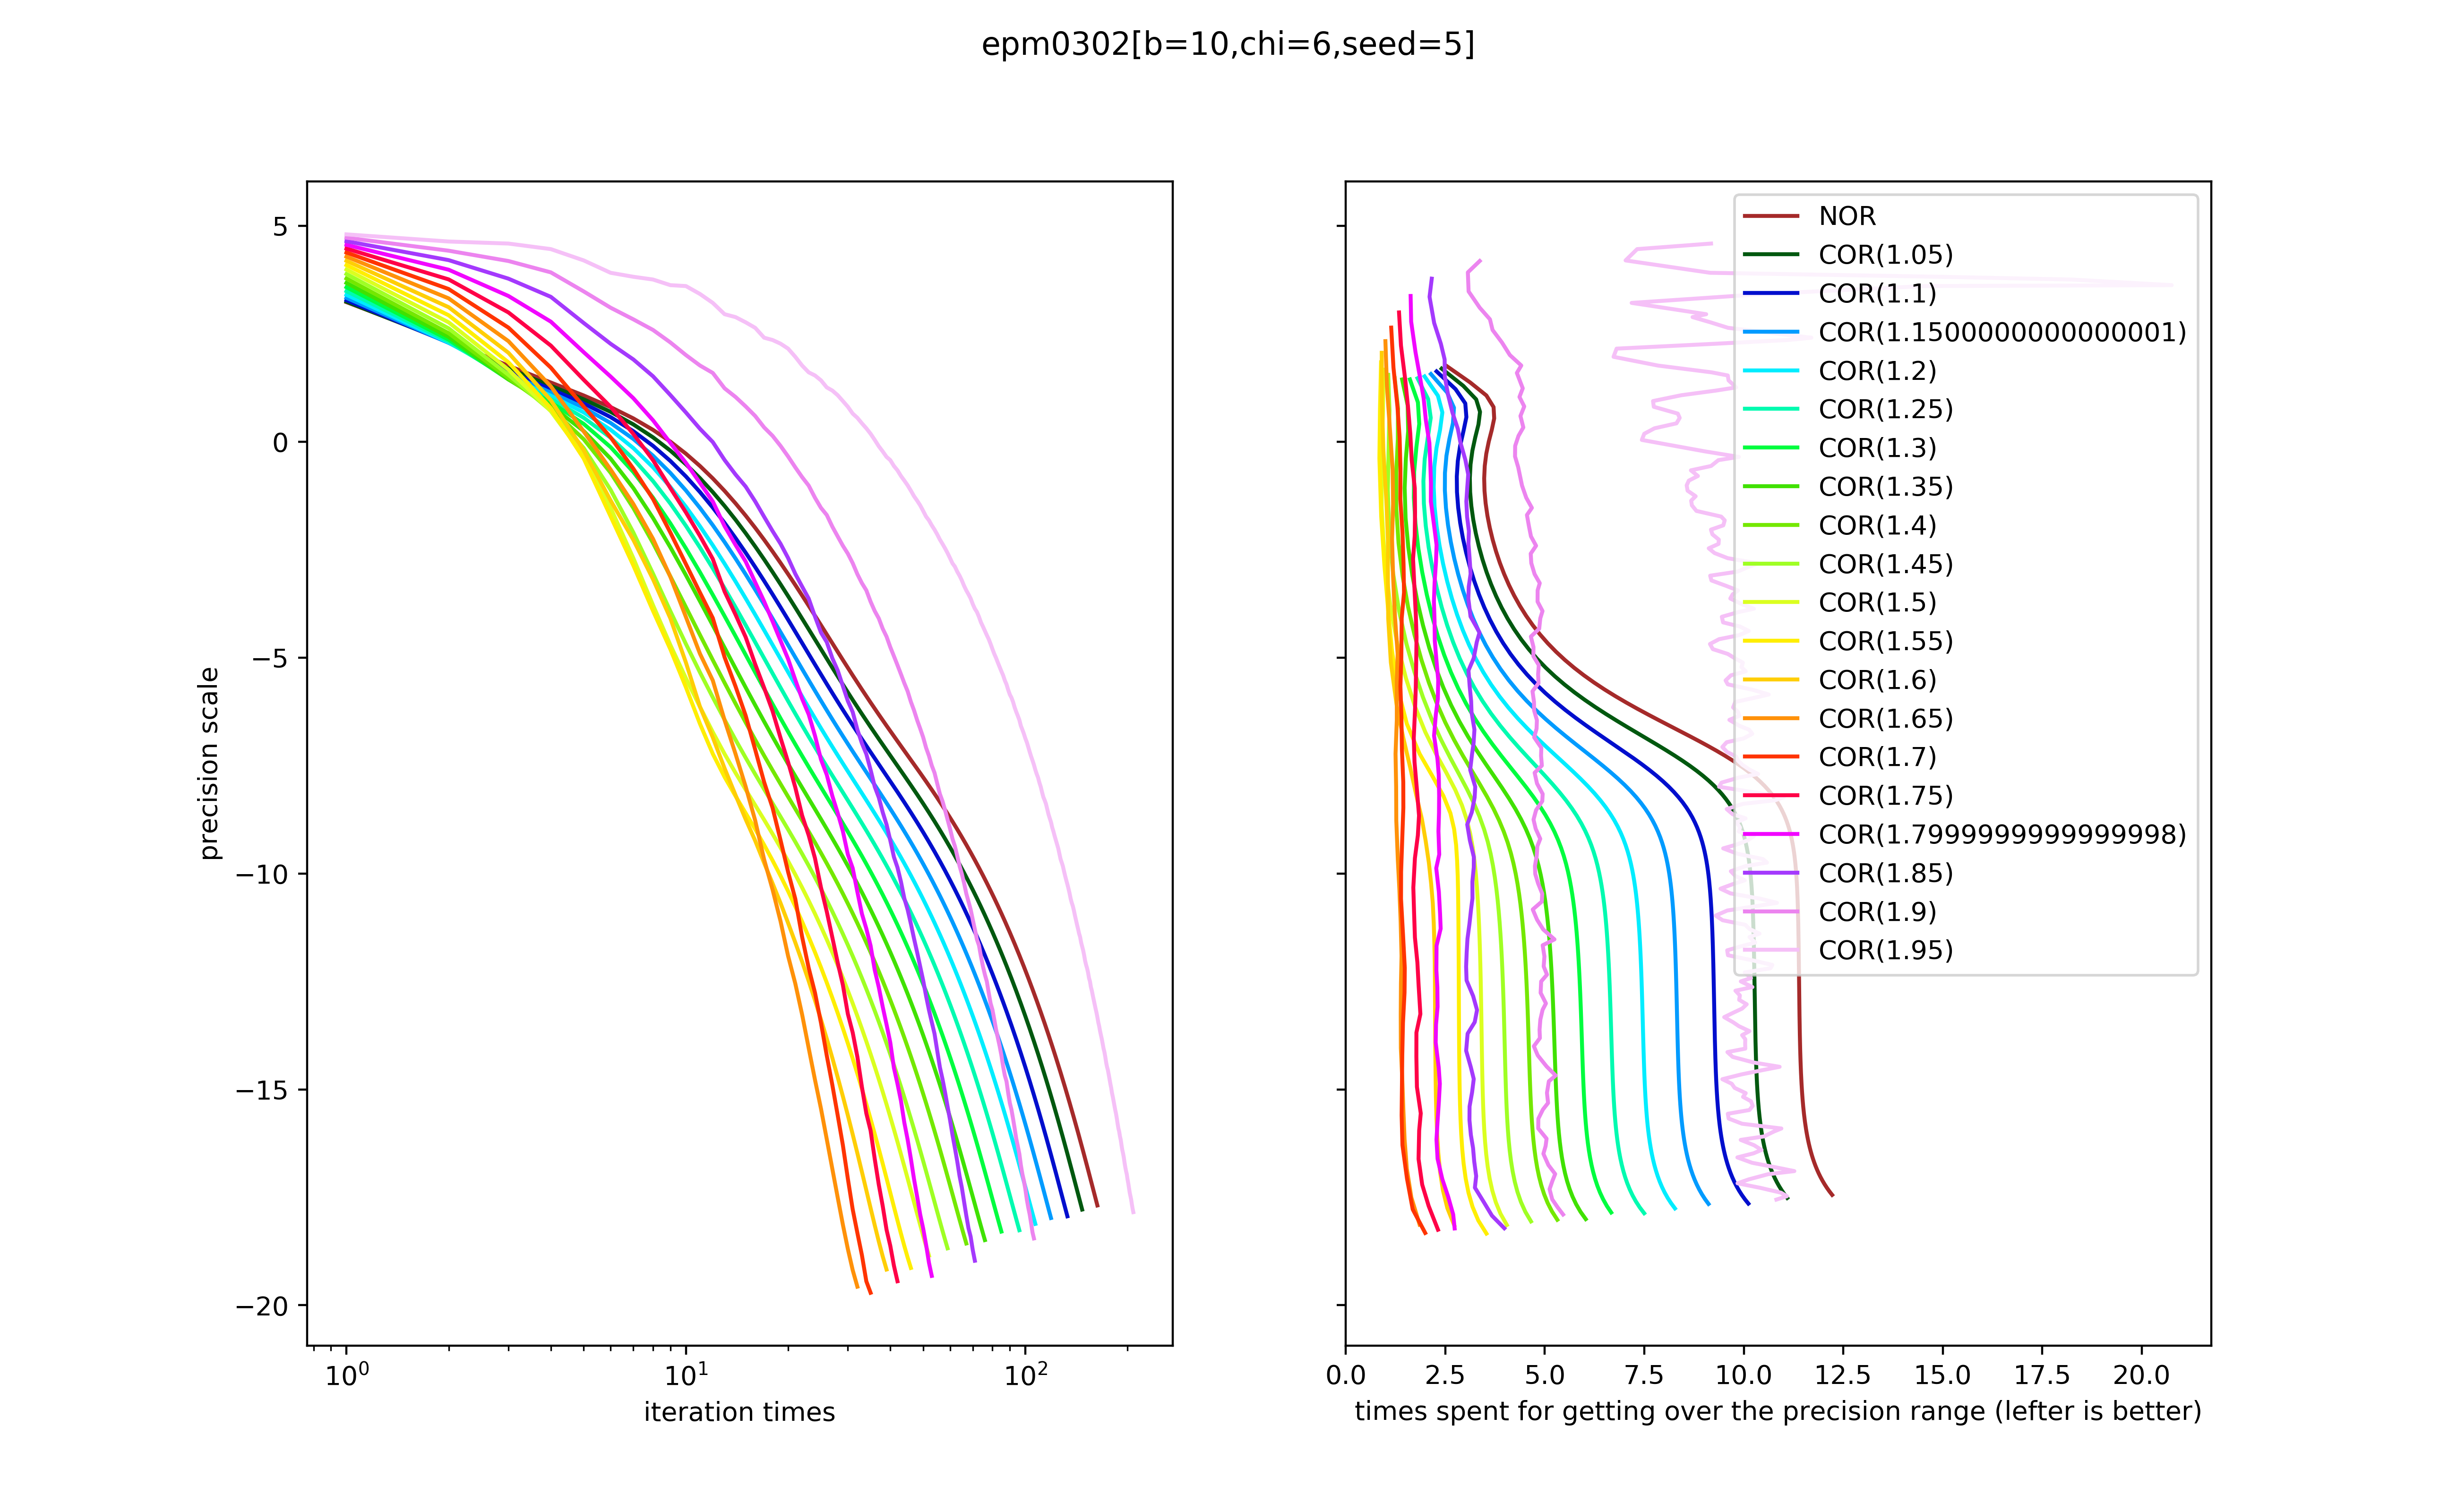 epm0302[b=10,chi=6,seed=5]
5
0
−5
−10
−15
−20
precision scale
10⁰
10¹
10²
iteration times
NOR
COR(1.05)
COR(1.1)
COR(1.1500000000000001)
COR(1.2)
COR(1.25)
COR(1.3)
COR(1.35)
COR(1.4)
COR(1.45)
COR(1.5)
COR(1.55)
COR(1.6)
COR(1.65)
COR(1.7)
COR(1.75)
COR(1.7999999999999998)
COR(1.85)
COR(1.9)
COR(1.95)
0.0 2.5 5.0 7.5 10.0 12.5 15.0 17.5 20.0
times spent for getting over the precision range (lefter is better)